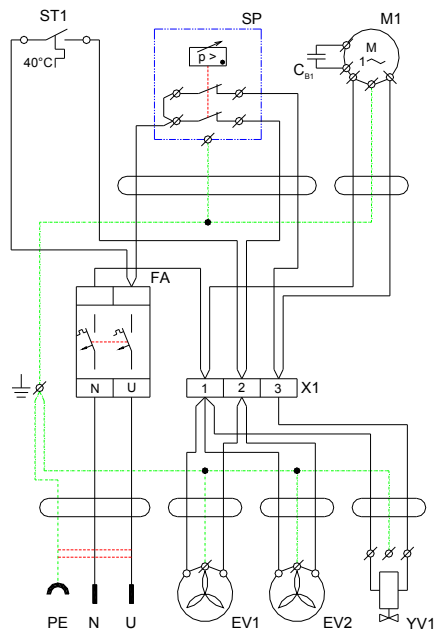 ST1
SP
M1
40°C
p >
C B1
M
1 ~
FA
N U
1 2 3
X1
PE N U
EV1
EV2
YV1